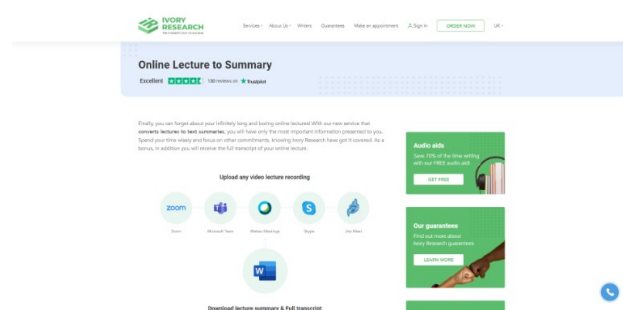 IVORY
RESEARCH
Services
About Us
Writers
Guarantees
Make an appointment
Sign in
ORDER NOW
UK
Online Lecture to Summary
Excellent
reviews on
Trustpilot
Finally, you can forget about your infinitely long and boring online lectures! With our new service that
converts lectures to text summaries, you will have only the most important information presented to you.
Spend your time wisely and focus on other commitments, knowing Ivory Research have got it covered. As a
bonus, in addition you will receive the full transcript of your online lecture.
Upload any video lecture recording
zoom
Zoom
Microsoft Team
Webex Meetings
Skype
Jitsi Meet
W
Download lecture summary & Full transcript
Audio aids
Save 75% of the time writing
with our FREE audio aids
GET FREE
Our guarantees
Find out more about
Ivory Research guarantees
LEARN MORE